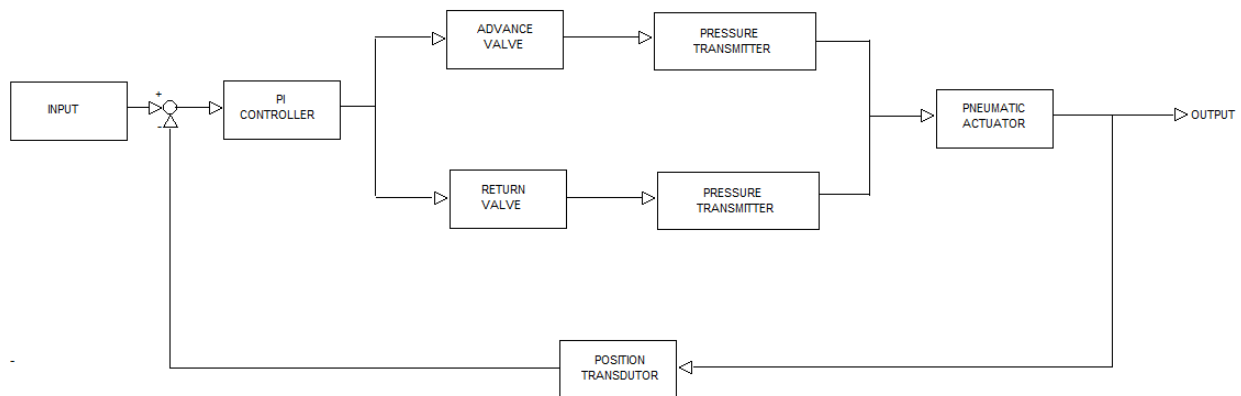 INPUT
+
-
PI
CONTROLLER
ADVANCE
VALVE
PRESSURE
TRANSMITTER
RETURN
VALVE
PRESSURE
TRANSMITTER
PNEUMATIC
ACTUATOR
OUTPUT
POSITION
TRANSDUTOR
-